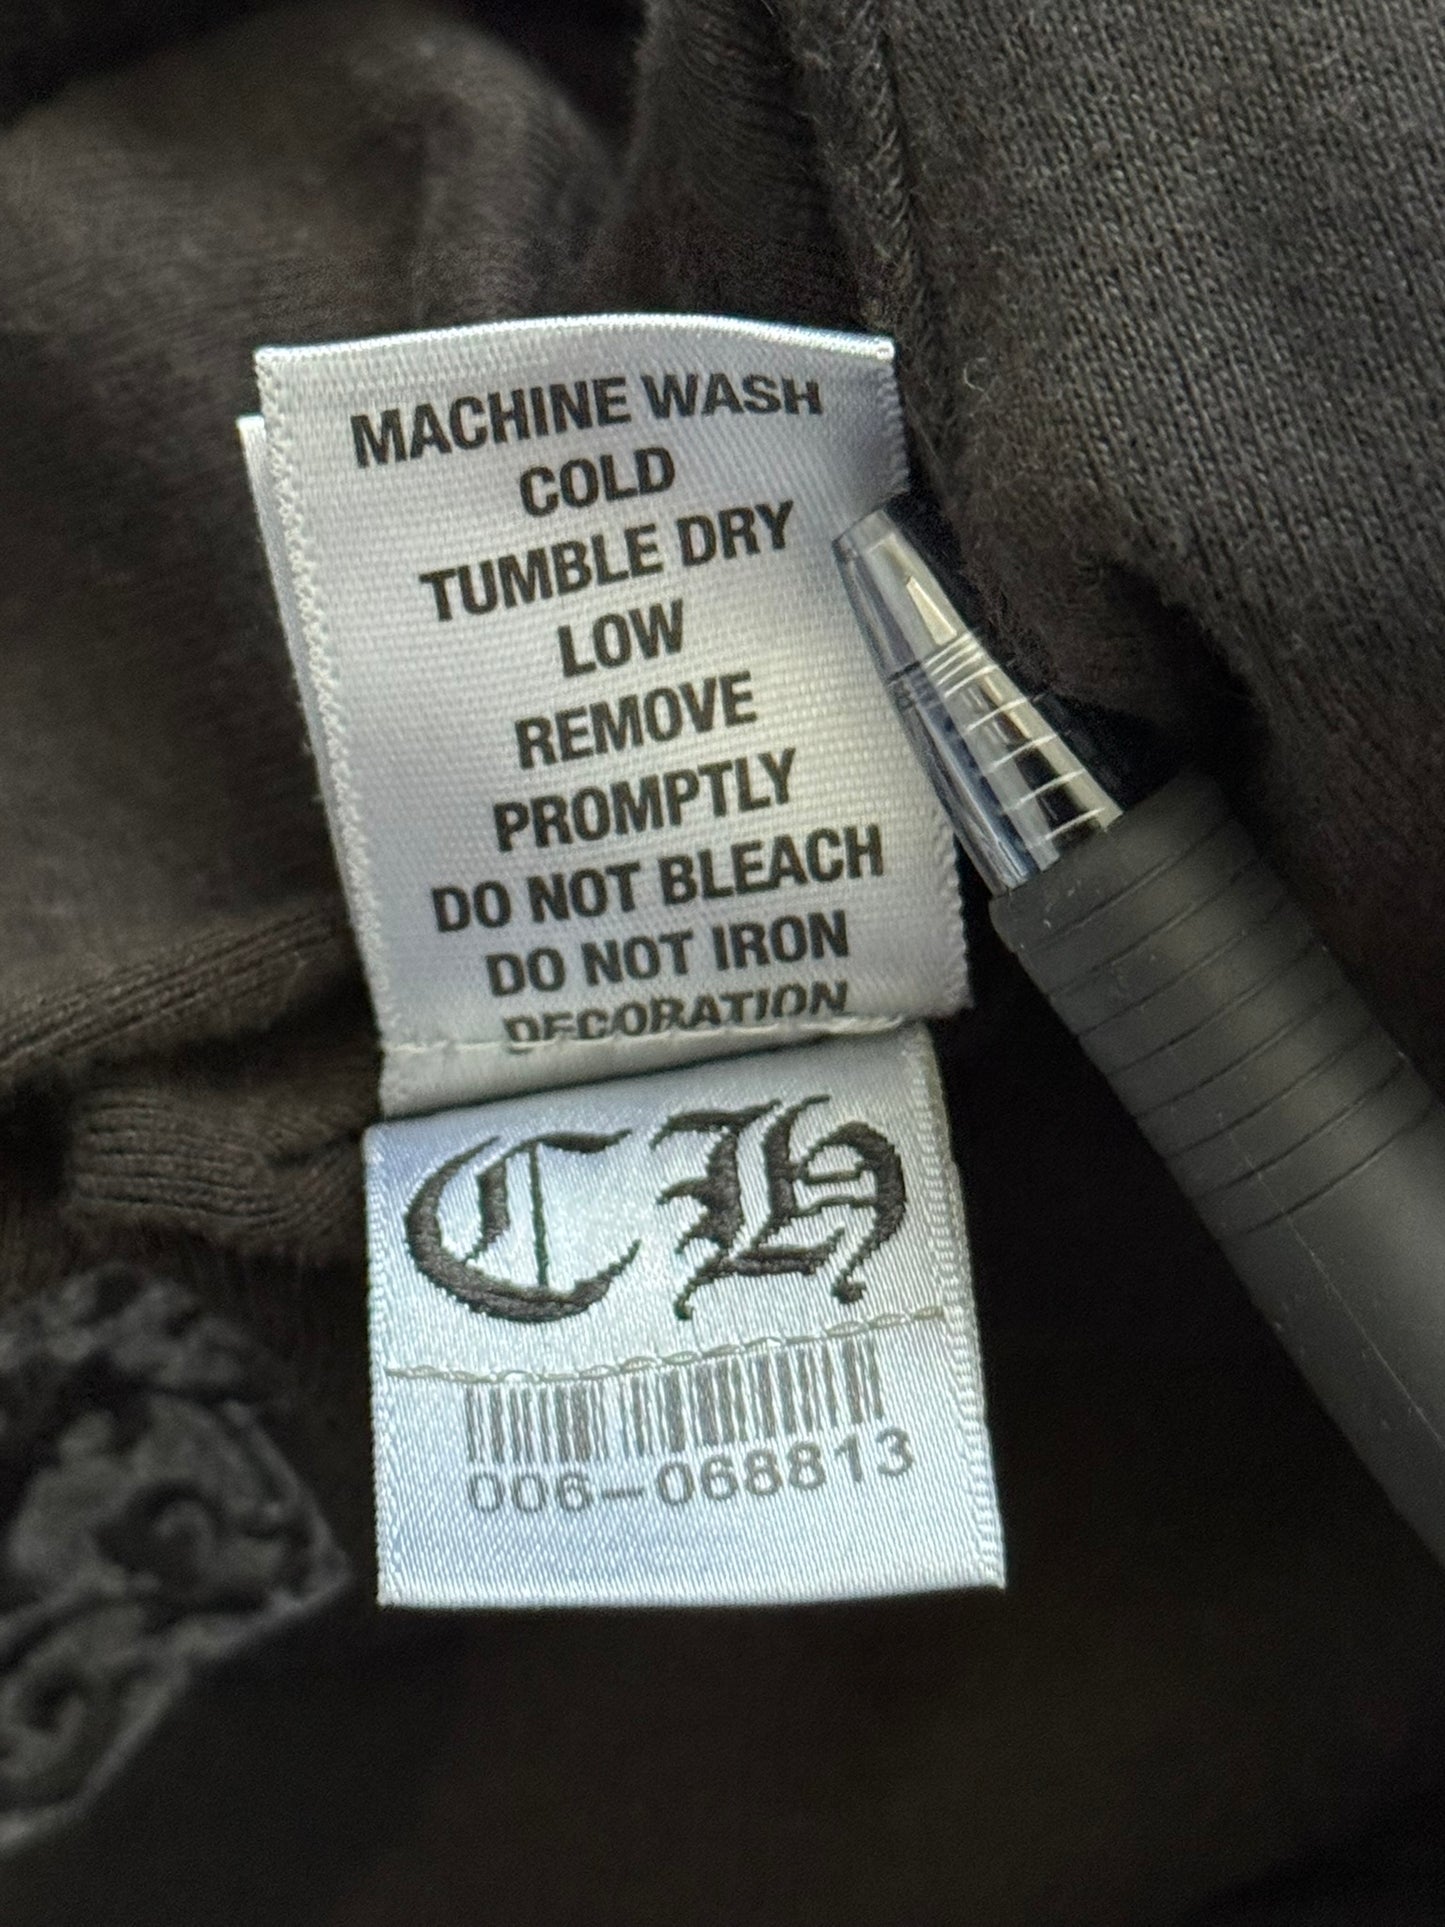 MACHINE WASH
COLD
TUMBLE DRY
LOW
REMOVE
PROMPTLY
DO NOT BLEACH
DO NOT IRON
DECORATION
CH
006-068813